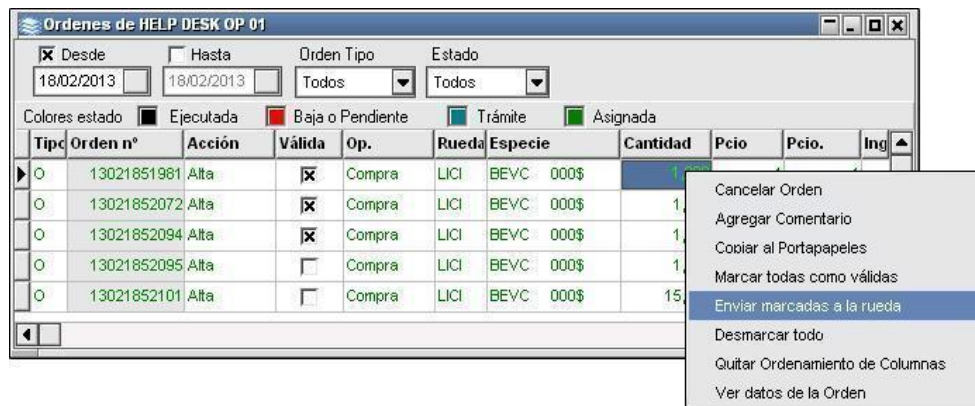 Ordenes de HELP DESK OP 01
Desde Hasta Orden Tipo Estado
18/02/2013 18/02/2013 Todos Todos
Colores estado Ejecutada Baja o Pendiente Trámite Asignada
Tipo Orden nº Acción Válida Op. Rueda Especie Cantidad Pcio Pcio. Ing
O 13021851981 Alta Compra LICI BEVC 000$
O 13021852072 Alta Compra LICI BEVC 000$ 1,
O 13021852094 Alta Compra LICI BEVC 000$ 1,
O 13021852095 Alta Compra LICI BEVC 000$ 1,
O 13021852101 Alta Compra LICI BEVC 000$ 15,
Cancelar Orden
Agregar Comentario
Copiar al Portapapeles
Marcar todas como válidas
Enviar marcadas a la rueda
Desmarcar todo
Quitar Ordenamiento de Columnas
Ver datos de la Orden